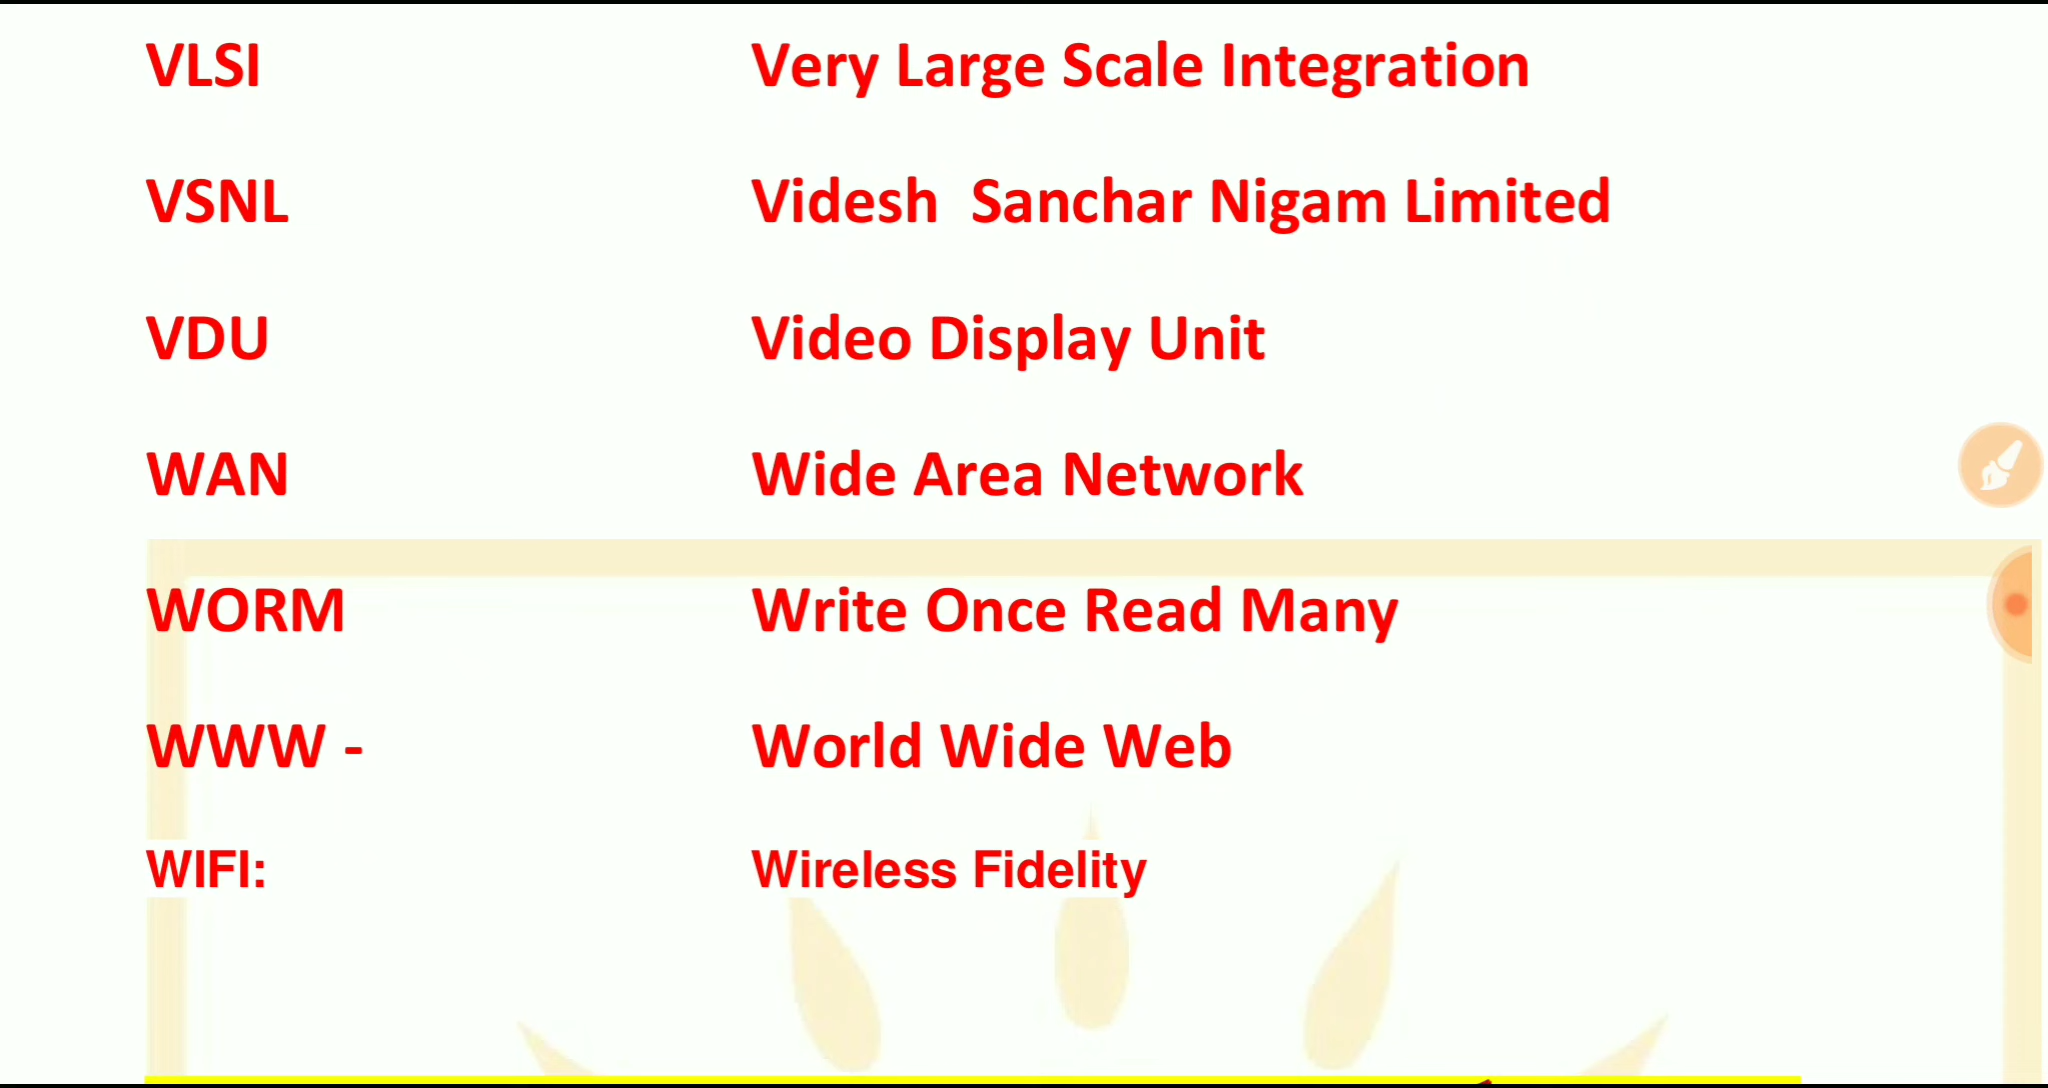 VLSI Very Large Scale Integration
VSNL Videsh  Sanchar Nigam Limited
VDU Video Display Unit
WAN Wide Area Network
WORM Write Once Read Many
WWW - World Wide Web
WIFI: Wireless Fidelity